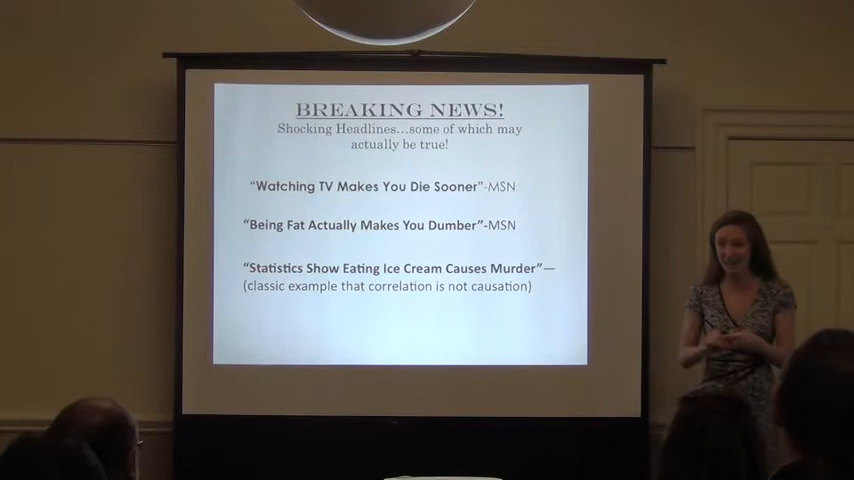 BREAKING NEWS!
Shocking Headlines...some of which may
actually be true!
“Watching TV Makes You Die Sooner”-MSN
“Being Fat Actually Makes You Dumber”-MSN
“Statistics Show Eating Ice Cream Causes Murder”—
(classic example that correlation is not causation)